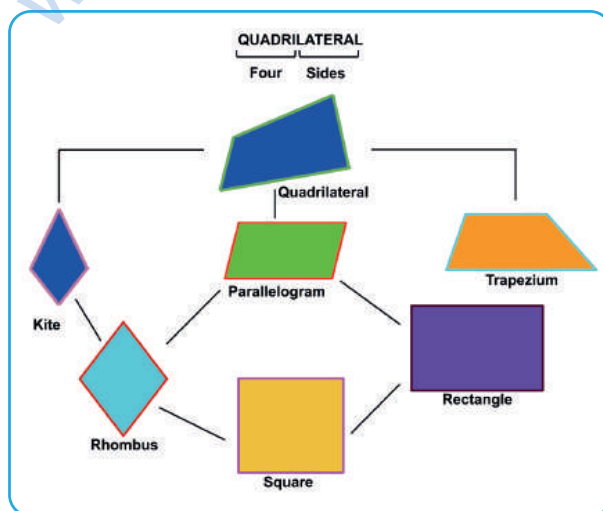 QUADRILATERAL
Four Sides
Quadrilateral
Parallelogram
Trapezium
Kite
Rectangle
Rhombus
Square